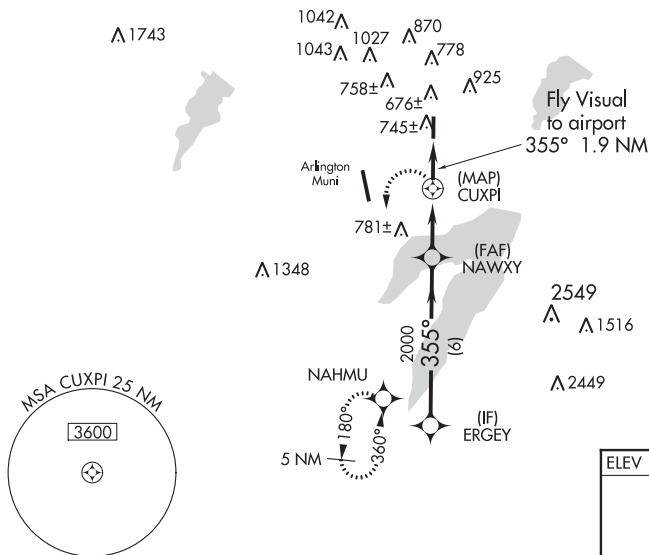 1743
1042
870
1043
1027
778
758±
925
676±
745±
Fly Visual
to airport
355° 1.9 NM
Arlington
Muni
(MAP)
CUXPI
781±
(FAF)
NAWXY
1348
2549
1516
2000
355°
(6)
NAHMU
2449
MSA CUXPI 25 NM
3600
180°
360°
5 NM
(IF)
ERGEY
ELEV